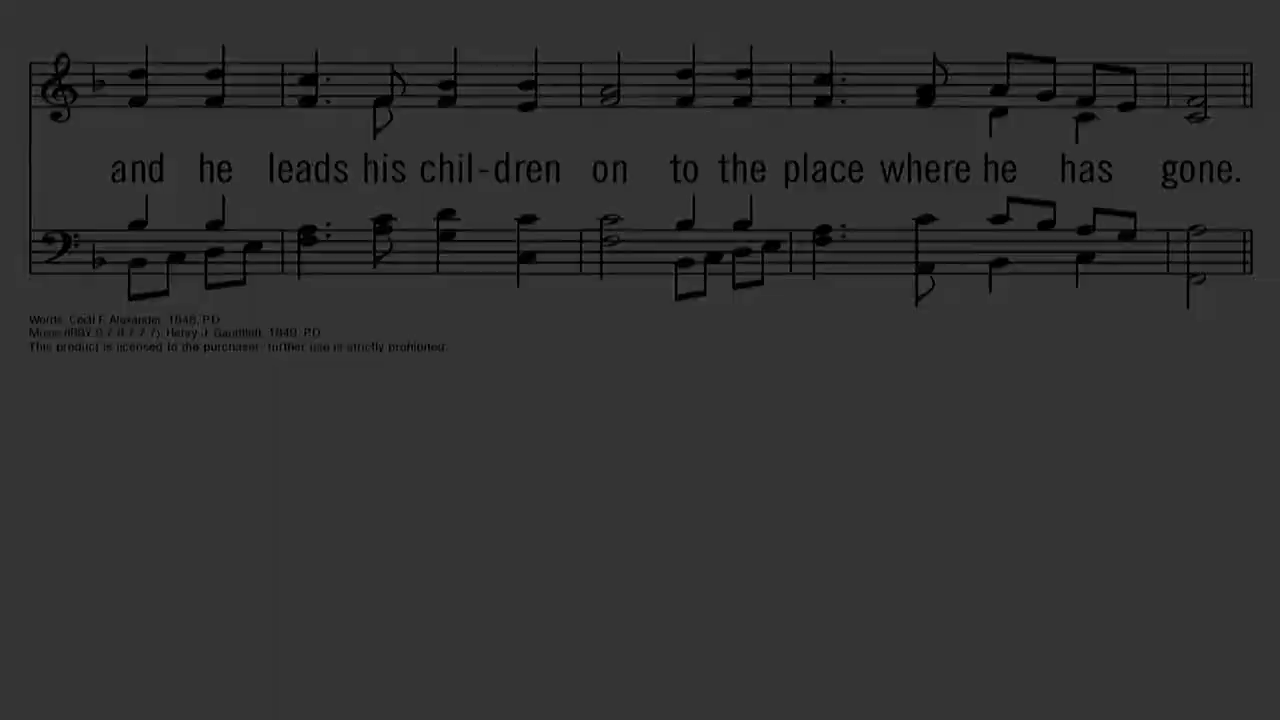 and he leads his chil-dren on to the place where he has gone.
Words: Cecil F. Alexander, 1848, P.D.
Music (IRBY 8.7.8.7.7.7): Henry J. Gauntlett, 1849, P.D.
This product is licensed to the purchaser - further use is strictly prohibited.